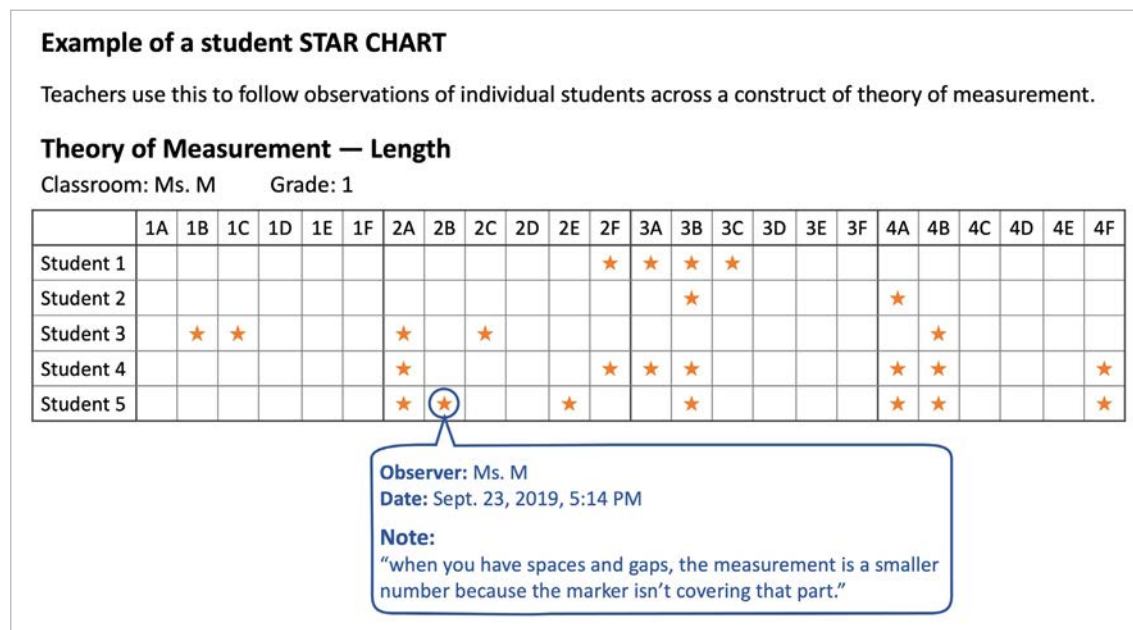 Example of a student STAR CHART
Teachers use this to follow observations of individual students across a construct of theory of measurement.
Theory of Measurement — Length
Classroom: Ms. M Grade: 1
1A 1B 1C 1D 1E 1F 2A 2B 2C 2D 2E 2F 3A 3B 3C 3D 3E 3F 4A 4B 4C 4D 4E 4F
Student 1
Student 2
Student 3
Student 4
Student 5
Observer: Ms. M
Date: Sept. 23, 2019, 5:14 PM
Note:
“when you have spaces and gaps, the measurement is a smaller
number because the marker isn’t covering that part.”